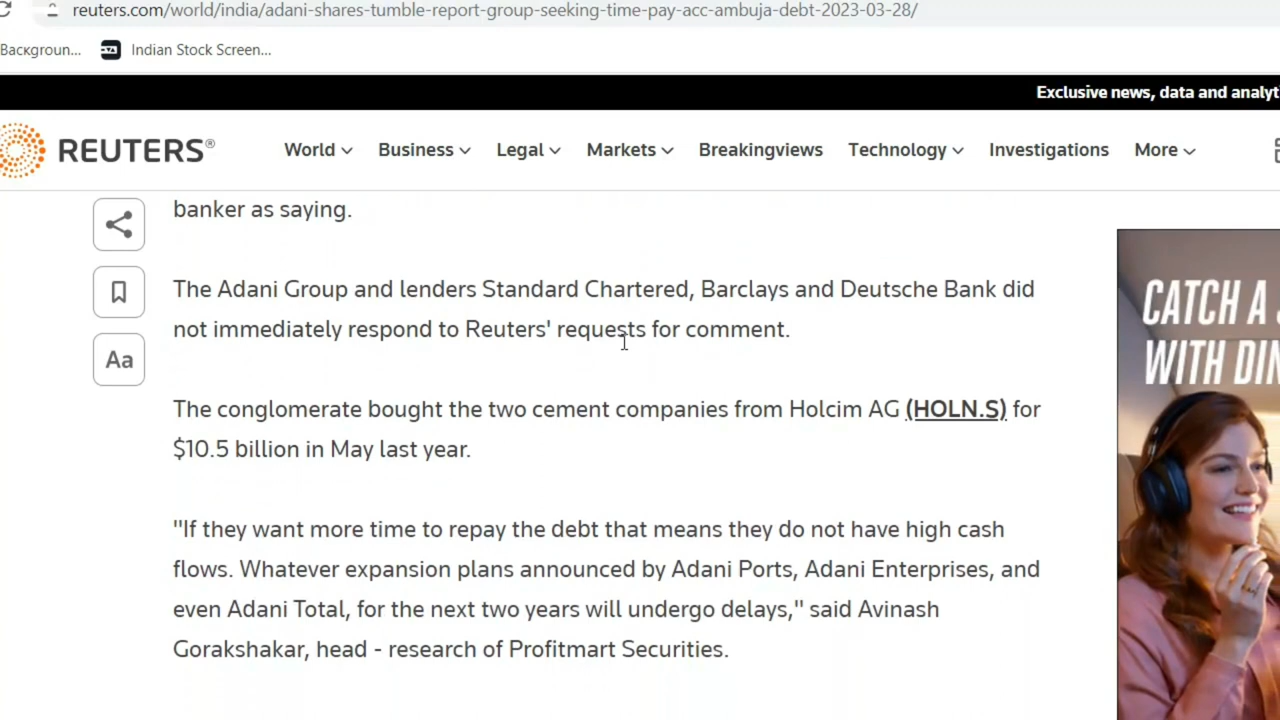 reuters.com/world/india/adani-shares-tumble-report-group-seeking-time-pay-acc-ambuja-debt-2023-03-28/
Backgroun... Indian Stock Screen...
Exclusive news, data and analyt
REUTERS® World Business Legal Markets Breakingviews Technology Investigations More
banker as saying.
The Adani Group and lenders Standard Chartered, Barclays and Deutsche Bank did
not immediately respond to Reuters' requests for comment.
Aa
The conglomerate bought the two cement companies from Holcim AG (HOLN.S) for
$10.5 billion in May last year.
"If they want more time to repay the debt that means they do not have high cash
flows. Whatever expansion plans announced by Adani Ports, Adani Enterprises, and
even Adani Total, for the next two years will undergo delays," said Avinash
Gorakshakar, head - research of Profitmart Securities.
CATCH A
WITH DIN